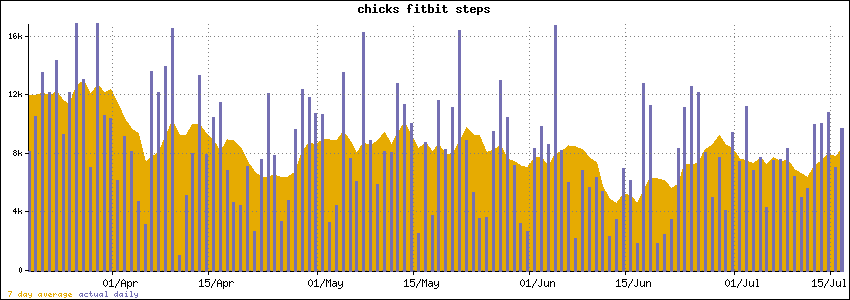 chicks fitbit steps
16k
12k
8k
4k
0
01/Apr 15/Apr 01/May 15/May 01/Jun 15/Jun 01/Jul 15/Jul
7 day average actual daily